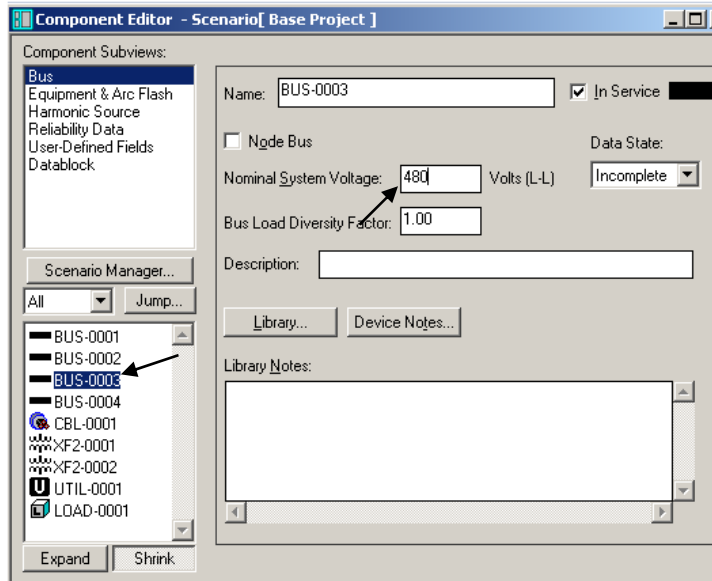 Component Editor - Scenario[ Base Project ]
Component Subviews:
Bus
Equipment & Arc Flash
Harmonic Source
Reliability Data
User-Defined Fields
Datablock
Scenario Manager...
All
Jump...
BUS-0001
BUS-0002
BUS-0003
BUS-0004
CBL-0001
XF2-0001
XF2-0002
U UTIL-0001
LOAD-0001
Expand
Shrink
Name: BUS-0003
In Service
Node Bus
Data State:
Nominal System Voltage: 480 Volts (L-L)
Incomplete
Bus Load Diversity Factor: 1.00
Description:
Library...
Device Notes...
Library Notes: